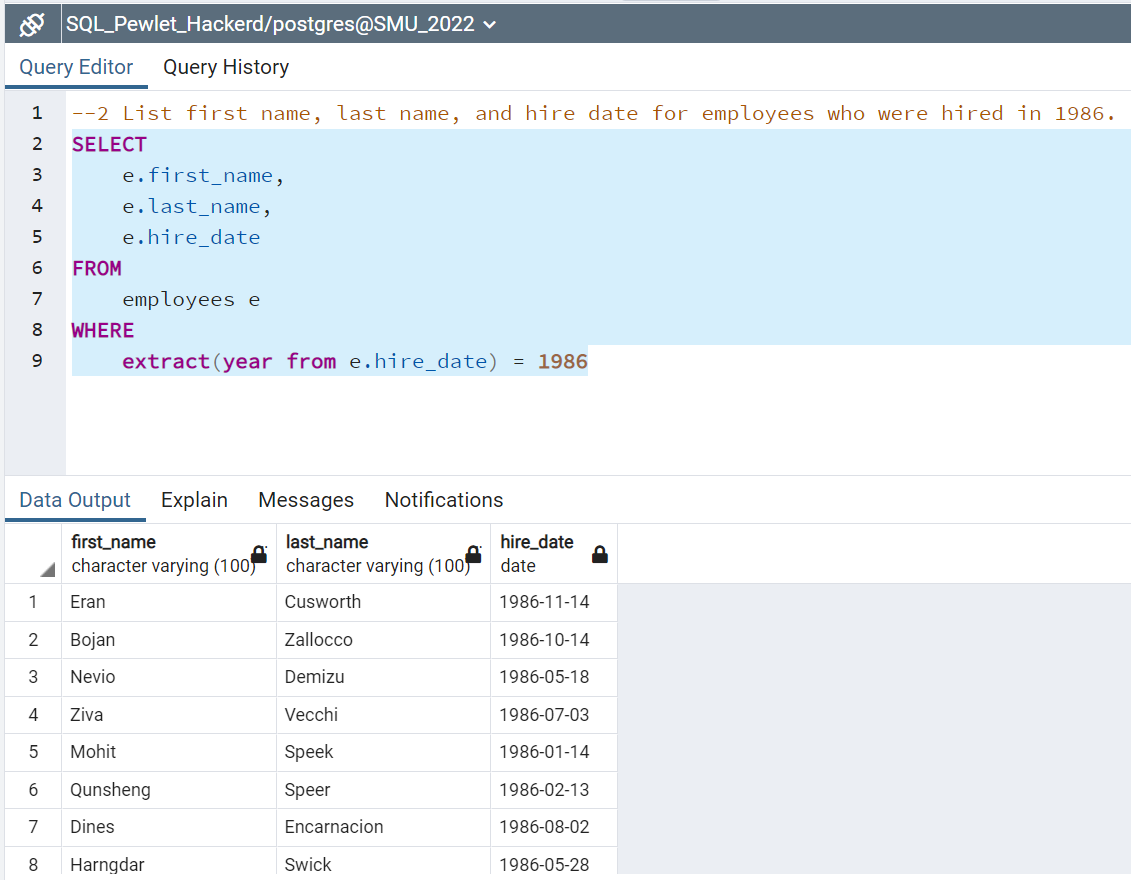 SQL_Pewlet_Hackerd/postgres@SMU_2022
Query Editor Query History
1 --2 List first name, last name, and hire date for employees who were hired in 1986.
2 SELECT
3 e.first_name,
4 e.last_name,
5 e.hire_date
6 FROM
7 employees e
8 WHERE
9 extract(year from e.hire_date) = 1986
Data Output Explain Messages Notifications
first_name last_name hire_date
character varying (100) character varying (100) date
1 Eran Cusworth 1986-11-14
2 Bojan Zallocco 1986-10-14
3 Nevio Demizu 1986-05-18
4 Ziva Vecchi 1986-07-03
5 Mohit Speek 1986-01-14
6 Qunsheng Speer 1986-02-13
7 Dines Encarnacion 1986-08-02
8 Harngdar Swick 1986-05-28